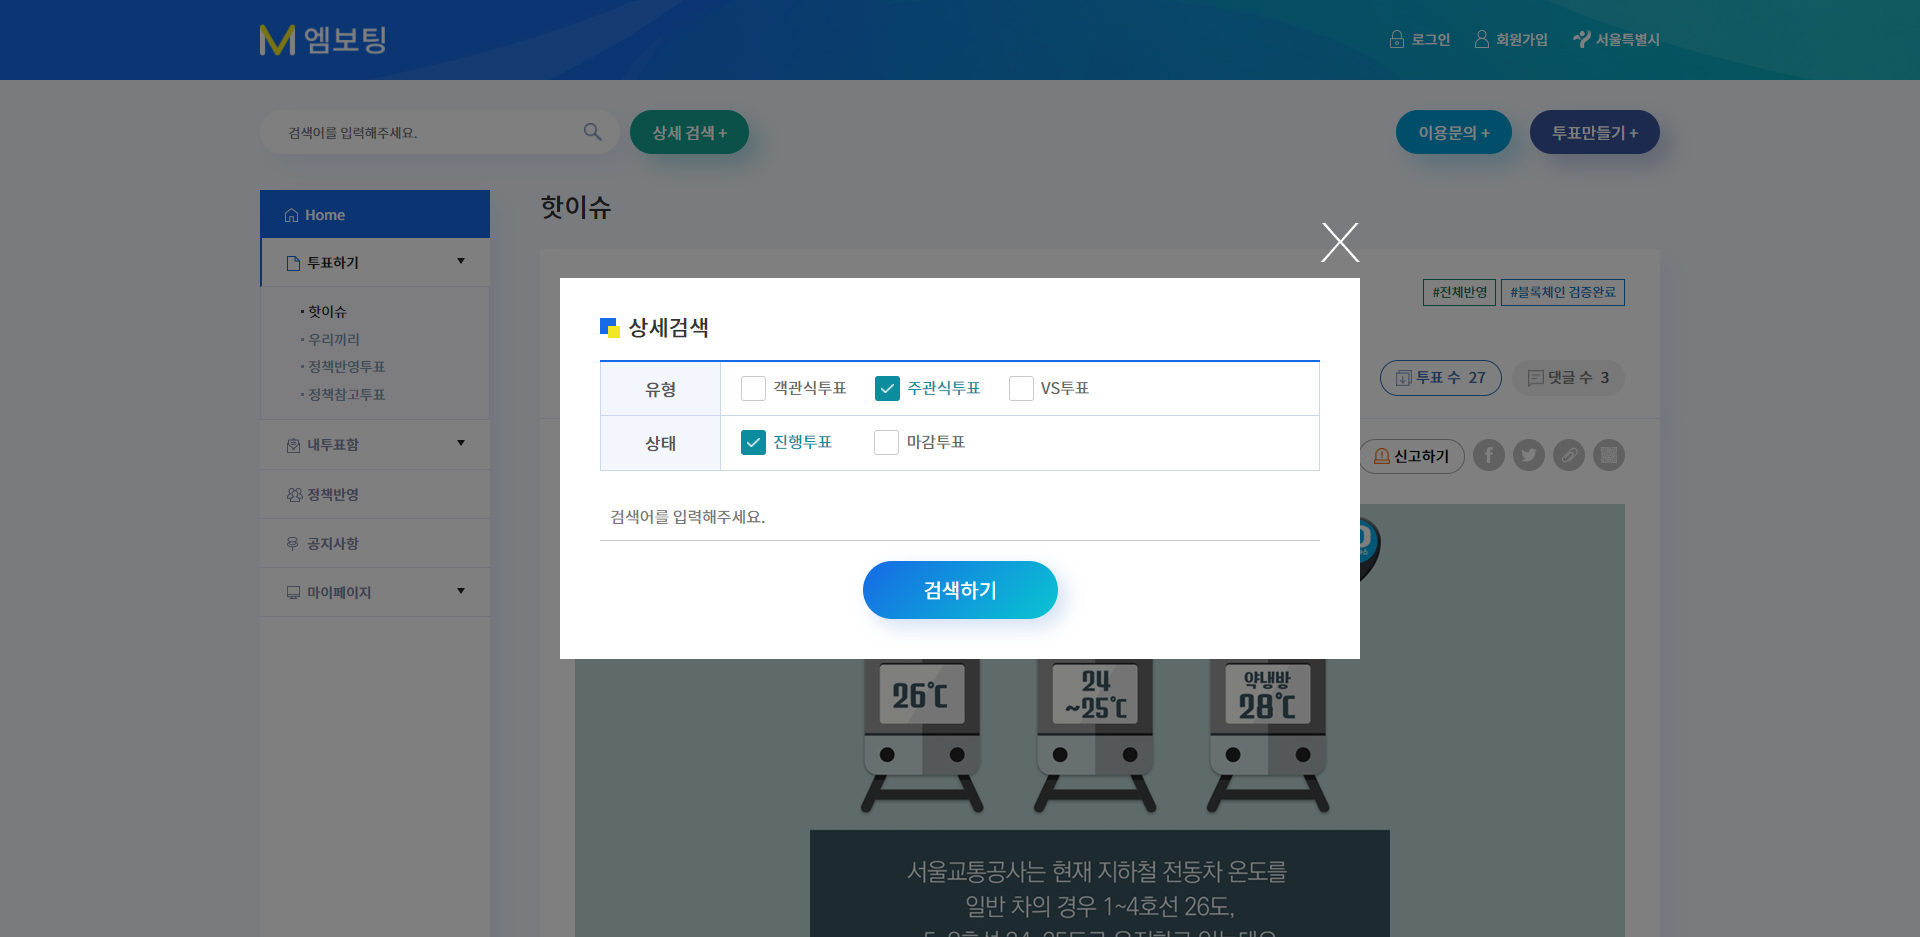 M 엠보팅
로그인
회원가입
서울특별시
검색어를 입력해주세요.
상세 검색 +
이용문의 +
투표만들기 +
Home
투표하기
핫이슈
우리끼리
정책반영투표
정책참고투표
내투표함
정책반영
공지사항
마이페이지
핫이슈
#전체반영
#블록체인 검증완료
투표 수 27
댓글 수 3
신고하기
상세검색
유형
객관식투표
주관식투표
VS투표
상태
진행투표
마감투표
검색어를 입력해주세요.
검색하기
26℃
24
~25℃
약냉방
28℃
서울교통공사는 현재 지하철 전동차 온도를
일반 차의 경우 1~4호선 26도,